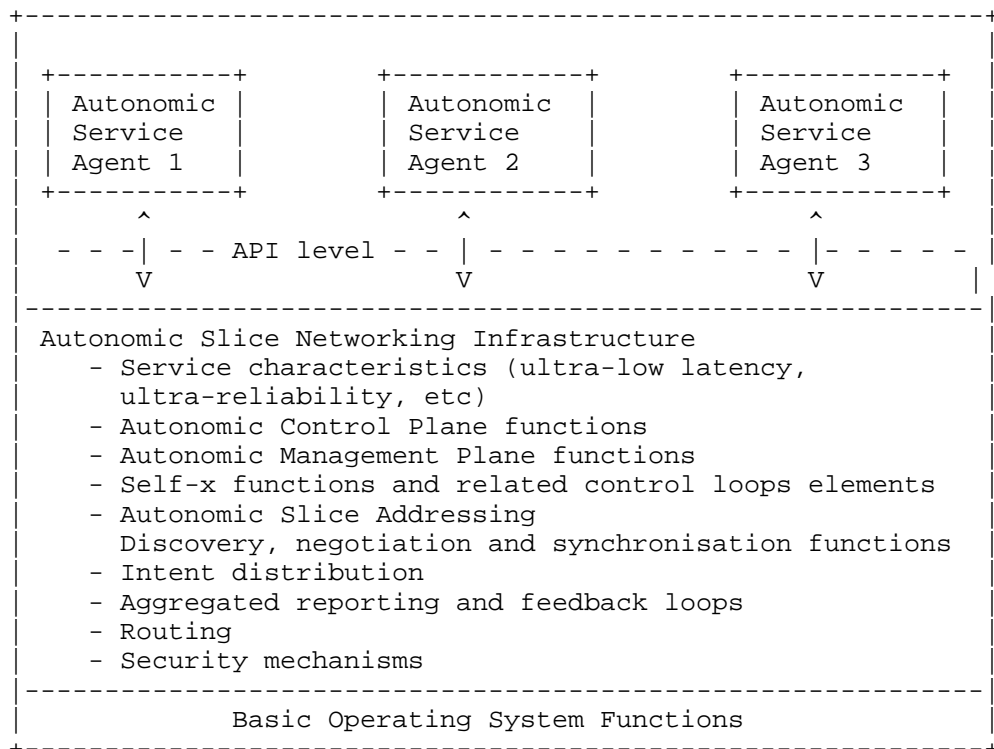 +------------------------------------------------------------+
|                                                            |
| +-----------+        +------------+        +-----------+   |
| | Autonomic |        | Autonomic  |        | Autonomic |   |
| | Service   |        | Service    |        | Service   |   |
| | Agent 1   |        | Agent 2    |        | Agent 3   |   |
| +-----------+        +------------+        +-----------+   |
|       ^                   ^                     ^          |
|  - - -| - - API level - - | - - - - - - - - - - |- - - - - |
|       V                   V                     V          |
|------------------------------------------------------------|
| Autonomic Slice Networking Infrastructure                  |
|    - Service characteristics (ultra-low latency,           |
|      ultra-reliability, etc)                               |
|    - Autonomic Control Plane functions                     |
|    - Autonomic Management Plane functions                  |
|    - Self-x functions and related control loops elements   |
|    - Autonomic Slice Addressing                            |
|      Discovery, negotiation and synchronisation functions  |
|    - Intent distribution                                   |
|    - Aggregated reporting and feedback loops               |
|    - Routing                                               |
|    - Security mechanisms                                   |
|------------------------------------------------------------|
|             Basic Operating System Functions               |
+------------------------------------------------------------+